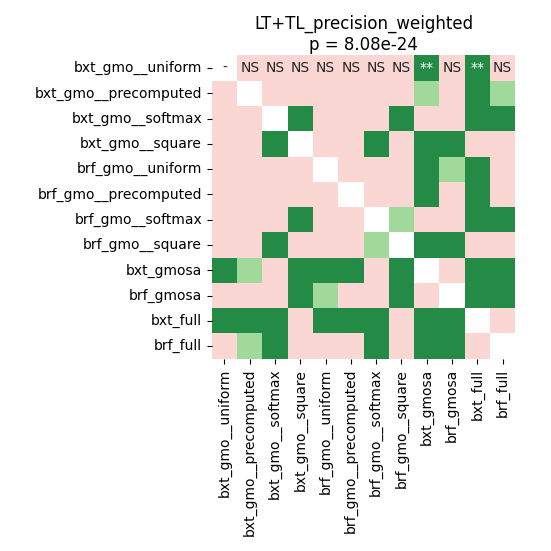 LT+TL_precision_weighted
p = 8.08e-24
bxt_gmo__uniform - NS NS NS NS NS NS NS ** NS ** NS
bxt_gmo__precomputed
bxt_gmo__softmax
bxt_gmo__square
brf_gmo__uniform
brf_gmo__precomputed
brf_gmo__softmax
brf_gmo__square
bxt_gmosa
brf_gmosa
bxt_full
brf_full
bxt_gmo__uniform
bxt_gmo__precomputed
bxt_gmo__softmax
bxt_gmo__square
brf_gmo__uniform
brf_gmo__precomputed
brf_gmo__softmax
brf_gmo__square
bxt_gmosa
brf_gmosa
bxt_full
brf_full